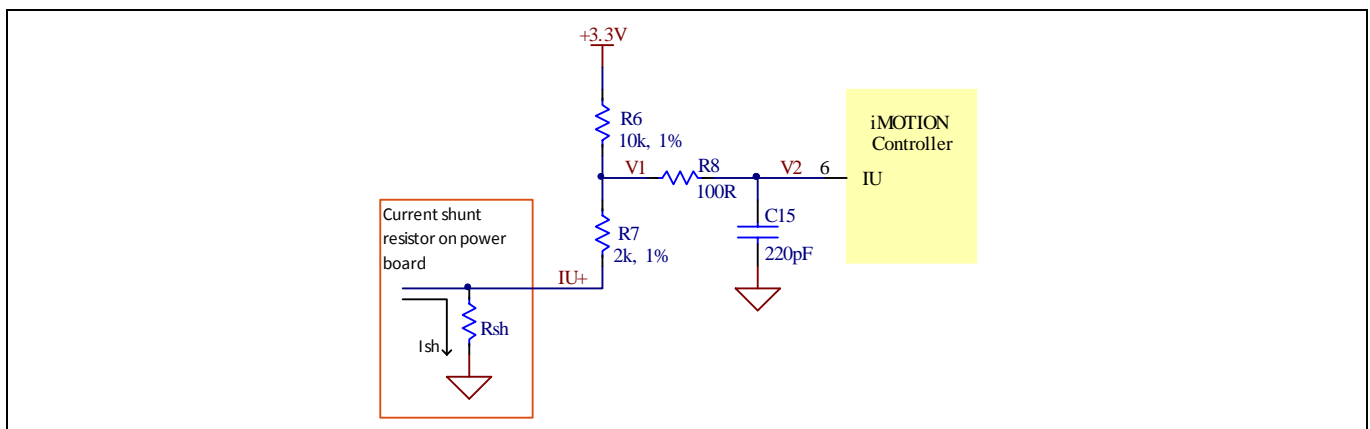 +3.3V
R6
10k, 1%
iMOTION
Controller
V1
R8
100R
V2
6
IU
C15
220pF
Current shunt
resistor on power
board
R7
2k, 1%
IU+
Rsh
Ish